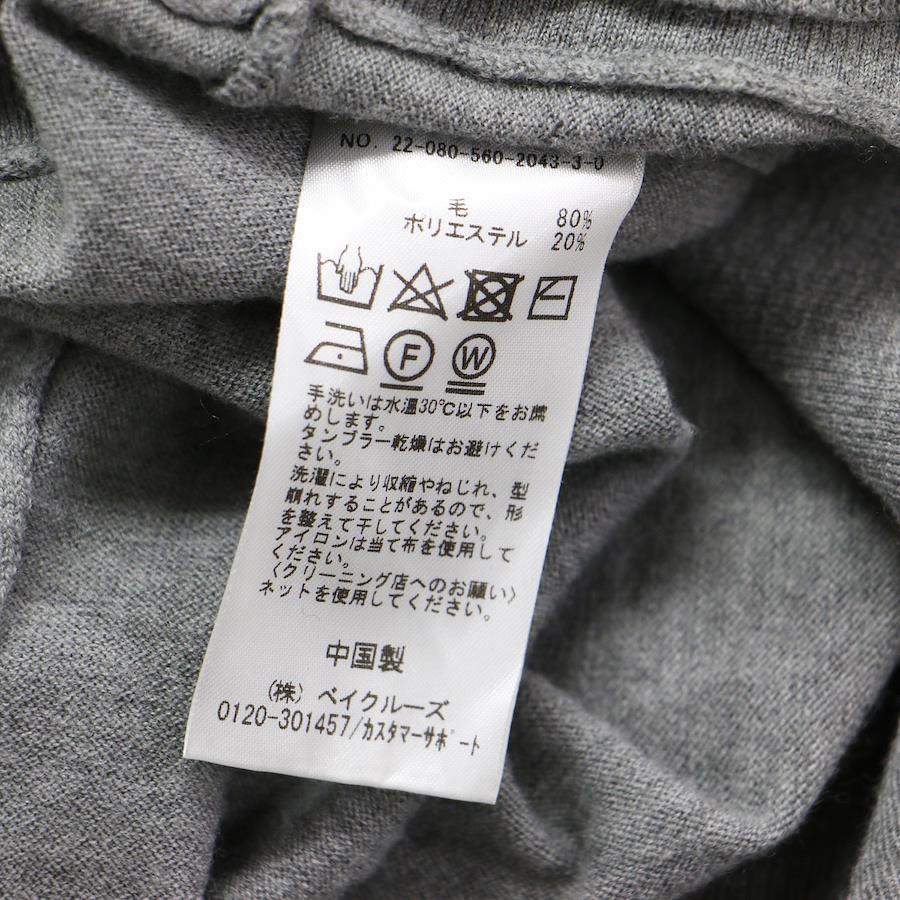 NO. 22-080-560-2043-3-0
毛 80%
ポリエステル 20%
F W
手洗いは水温30℃以下をお薦
めします。
タンブラー乾燥はお避けくだ
さい。
洗濯により収縮やねじれ、型
崩れすることがあるので、形
を整えて干してください。
アイロンは当て布を使用して
ください。
〈クリーニング店へのお願い〉
ネットを使用してください。
中国製
(株) ベイクルーズ
0120-301457/カスタマーサポート